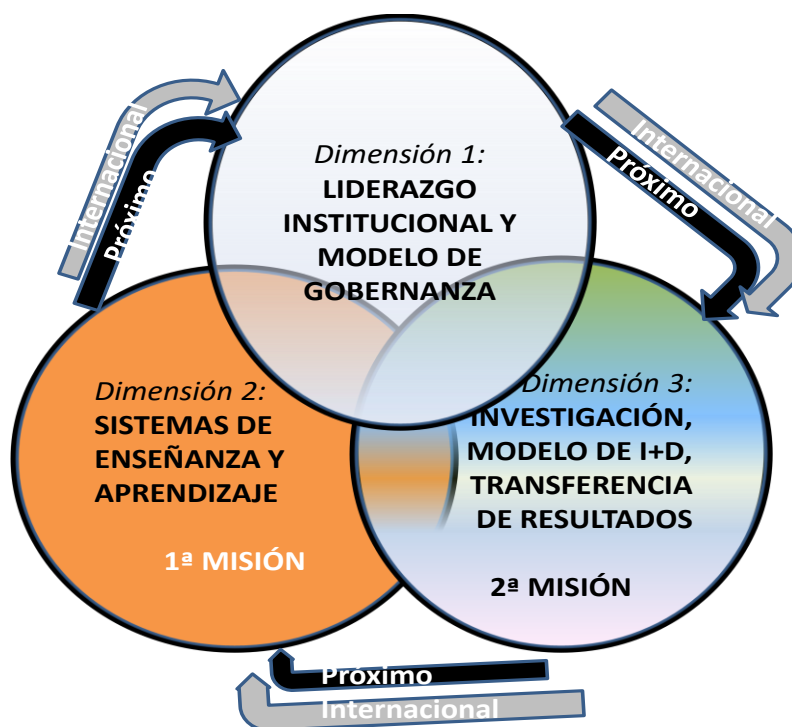 Internacional
Próximo
Internacional
Próximo
Dimensión 1:
LIDERAZGO
INSTITUCIONAL Y
MODELO DE
GOBERNANZA
Dimensión 2:
SISTEMAS DE
ENSEÑANZA Y
APRENDIZAJE
1ª MISIÓN
Dimensión 3:
INVESTIGACIÓN,
MODELO DE I+D,
TRANSFERENCIA
DE RESULTADOS
2ª MISIÓN
Próximo
Internacional